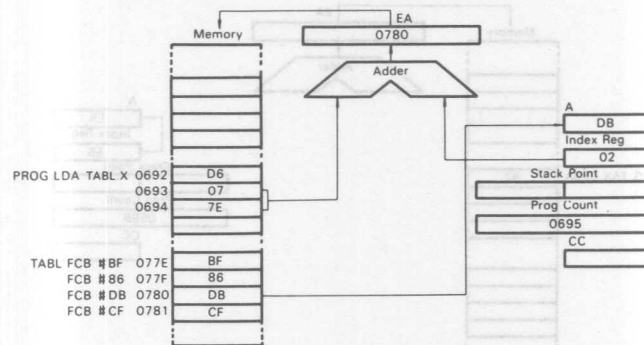 EA
Memory
0780
Adder
A
DB
Index Reg
02
PROG LDA TABL X 0692 D6
0693 07
0694 7E
Stack Point
Prog Count
0695
CC
TABL FCB #BF 077E BF
FCB #86 077F 86
FCB #DB 0780 DB
FCB #CF 0781 CF